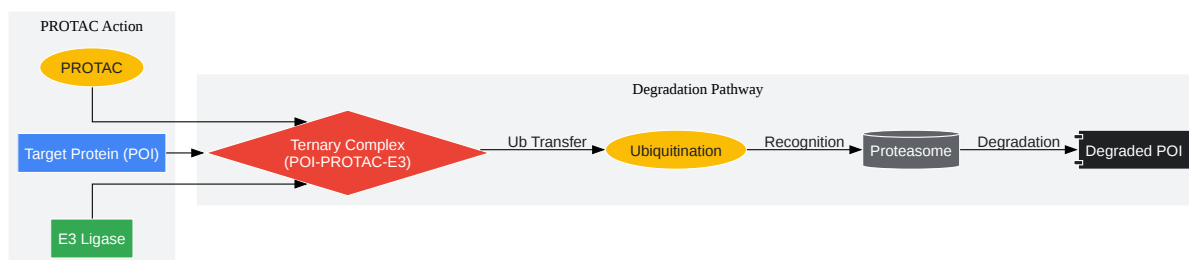 PROTAC Action
PROTAC
Target Protein (POI)
E3 Ligase
Degradation Pathway
Ternary Complex
(POI-PROTAC-E3)
Ub Transfer
Ubiquitination
Recognition
Proteasome
Degradation
Degraded POI